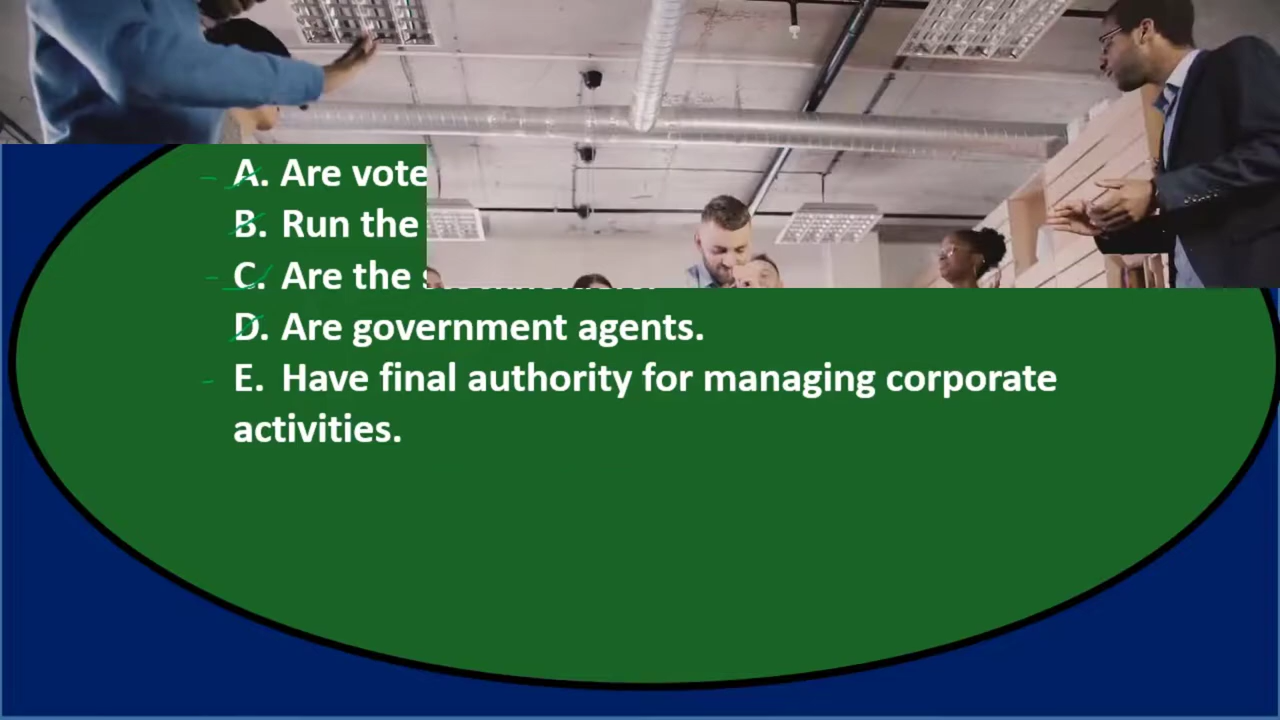 A. Are vote
B. Run the
C. Are the
D. Are government agents.
E. Have final authority for managing corporate
activities.